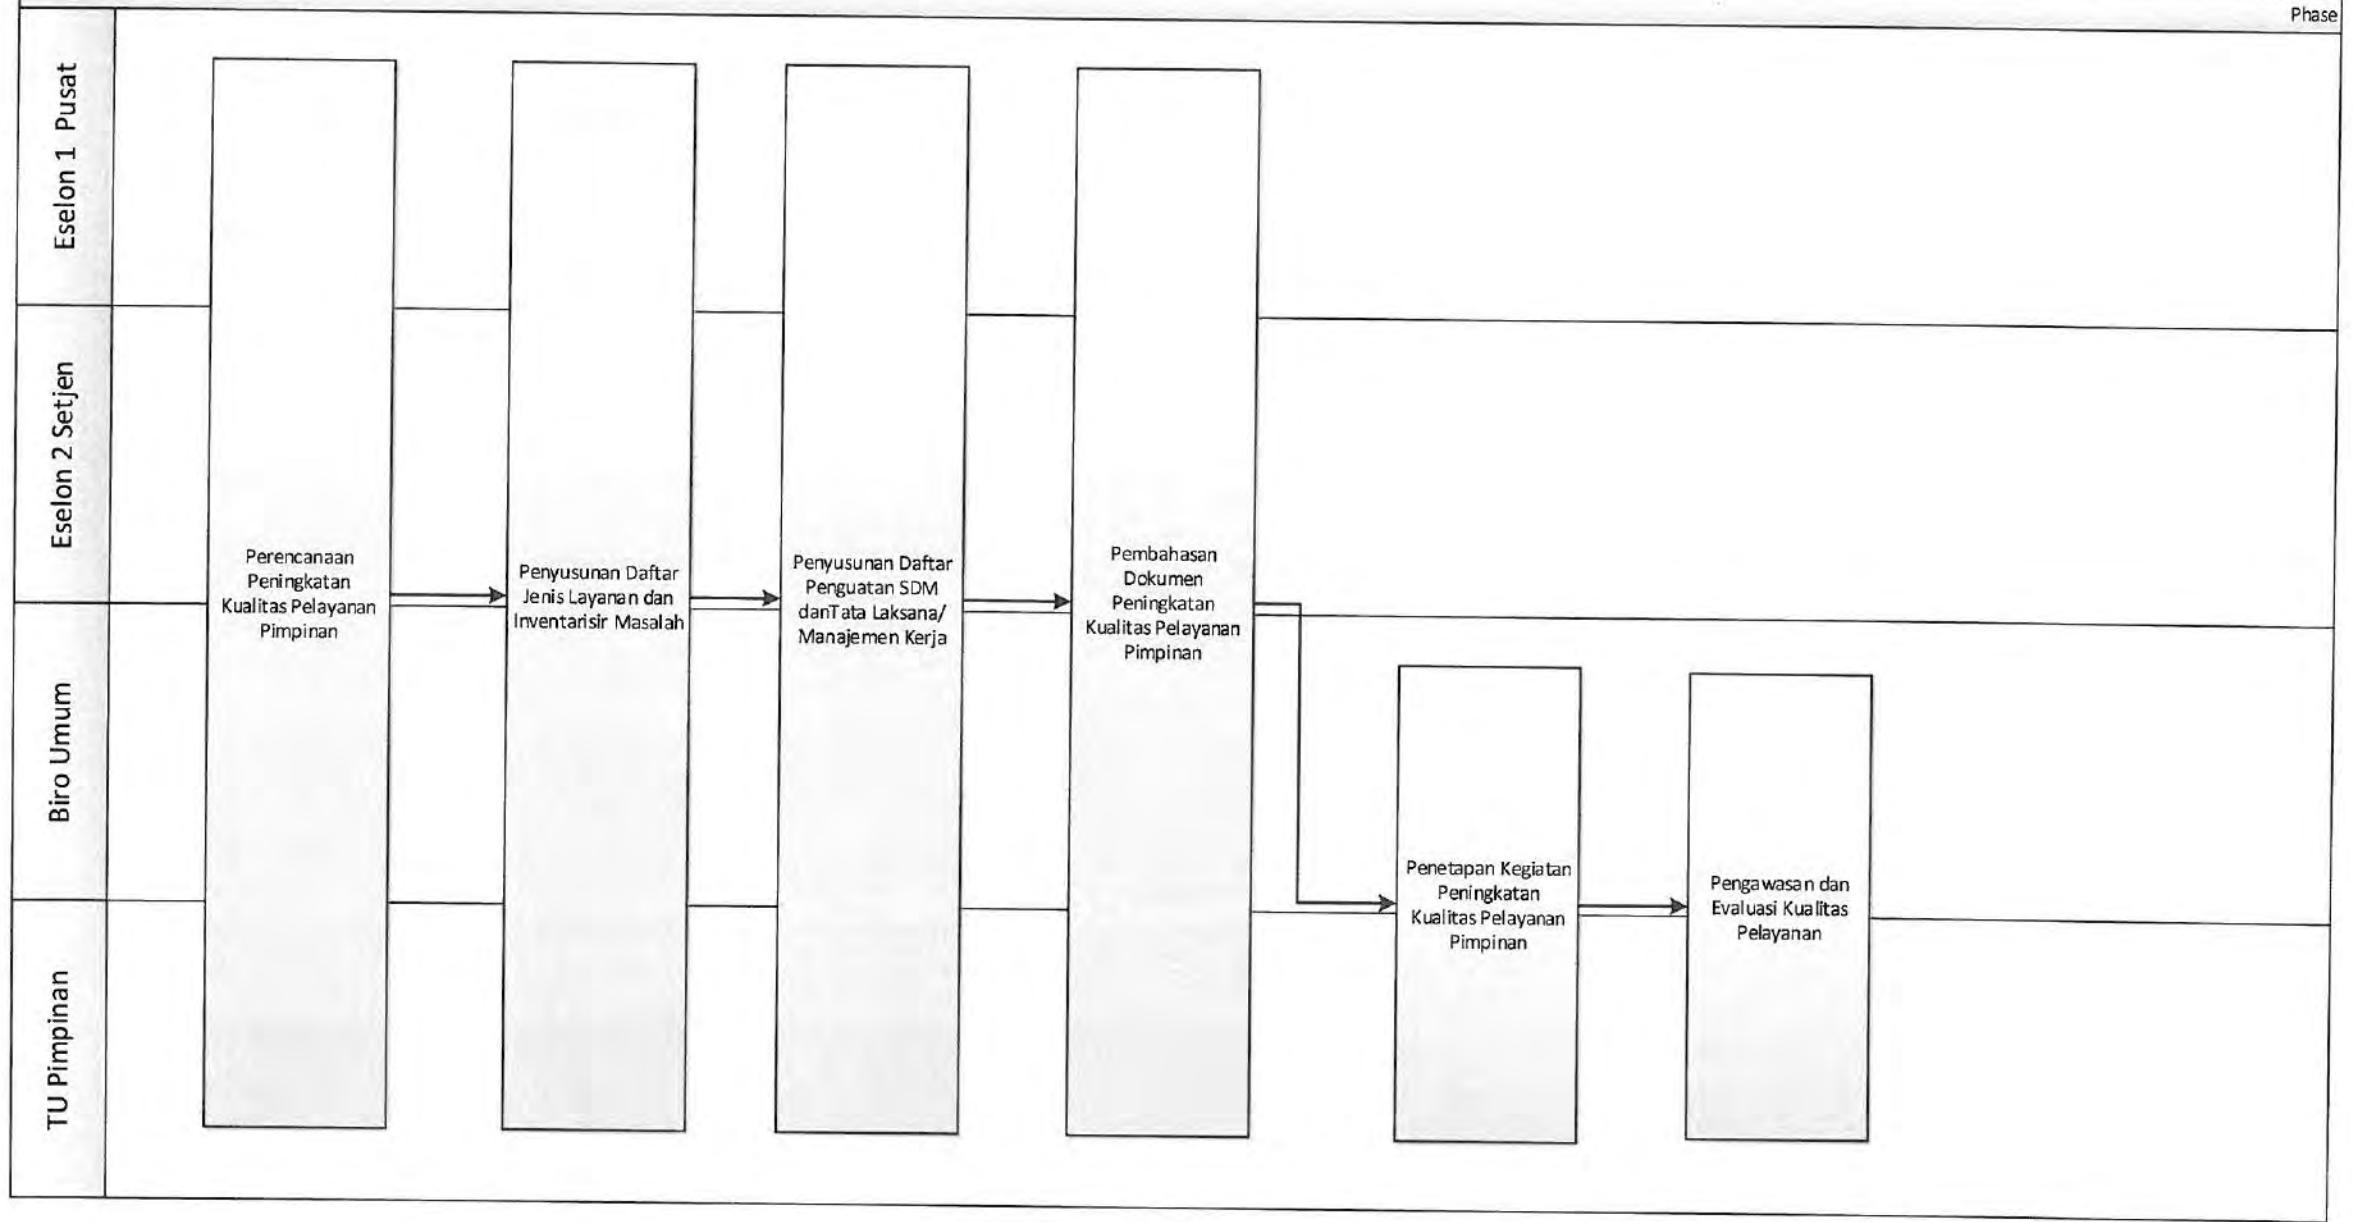 Phase
Eselon 1 Pusat
Eselon 2 Setjen
Biro Umum
TU Pimpinan
Perencanaan
Peningkatan
Kualitas Pelayanan
Pimpinan
Penyusunan Daftar
Jenis Layanan dan
Inventarisir Masalah
Penyusunan Daftar
Penguatan SDM
danTata Laksana/
Manajemen Kerja
Pembahasan
Dokumen
Peningkatan
Kualitas Pelayanan
Pimpinan
Penetapan Kegiatan
Peningkatan
Kualitas Pelayanan
Pimpinan
Pengawasan dan
Evaluasi Kualitas
Pelayanan